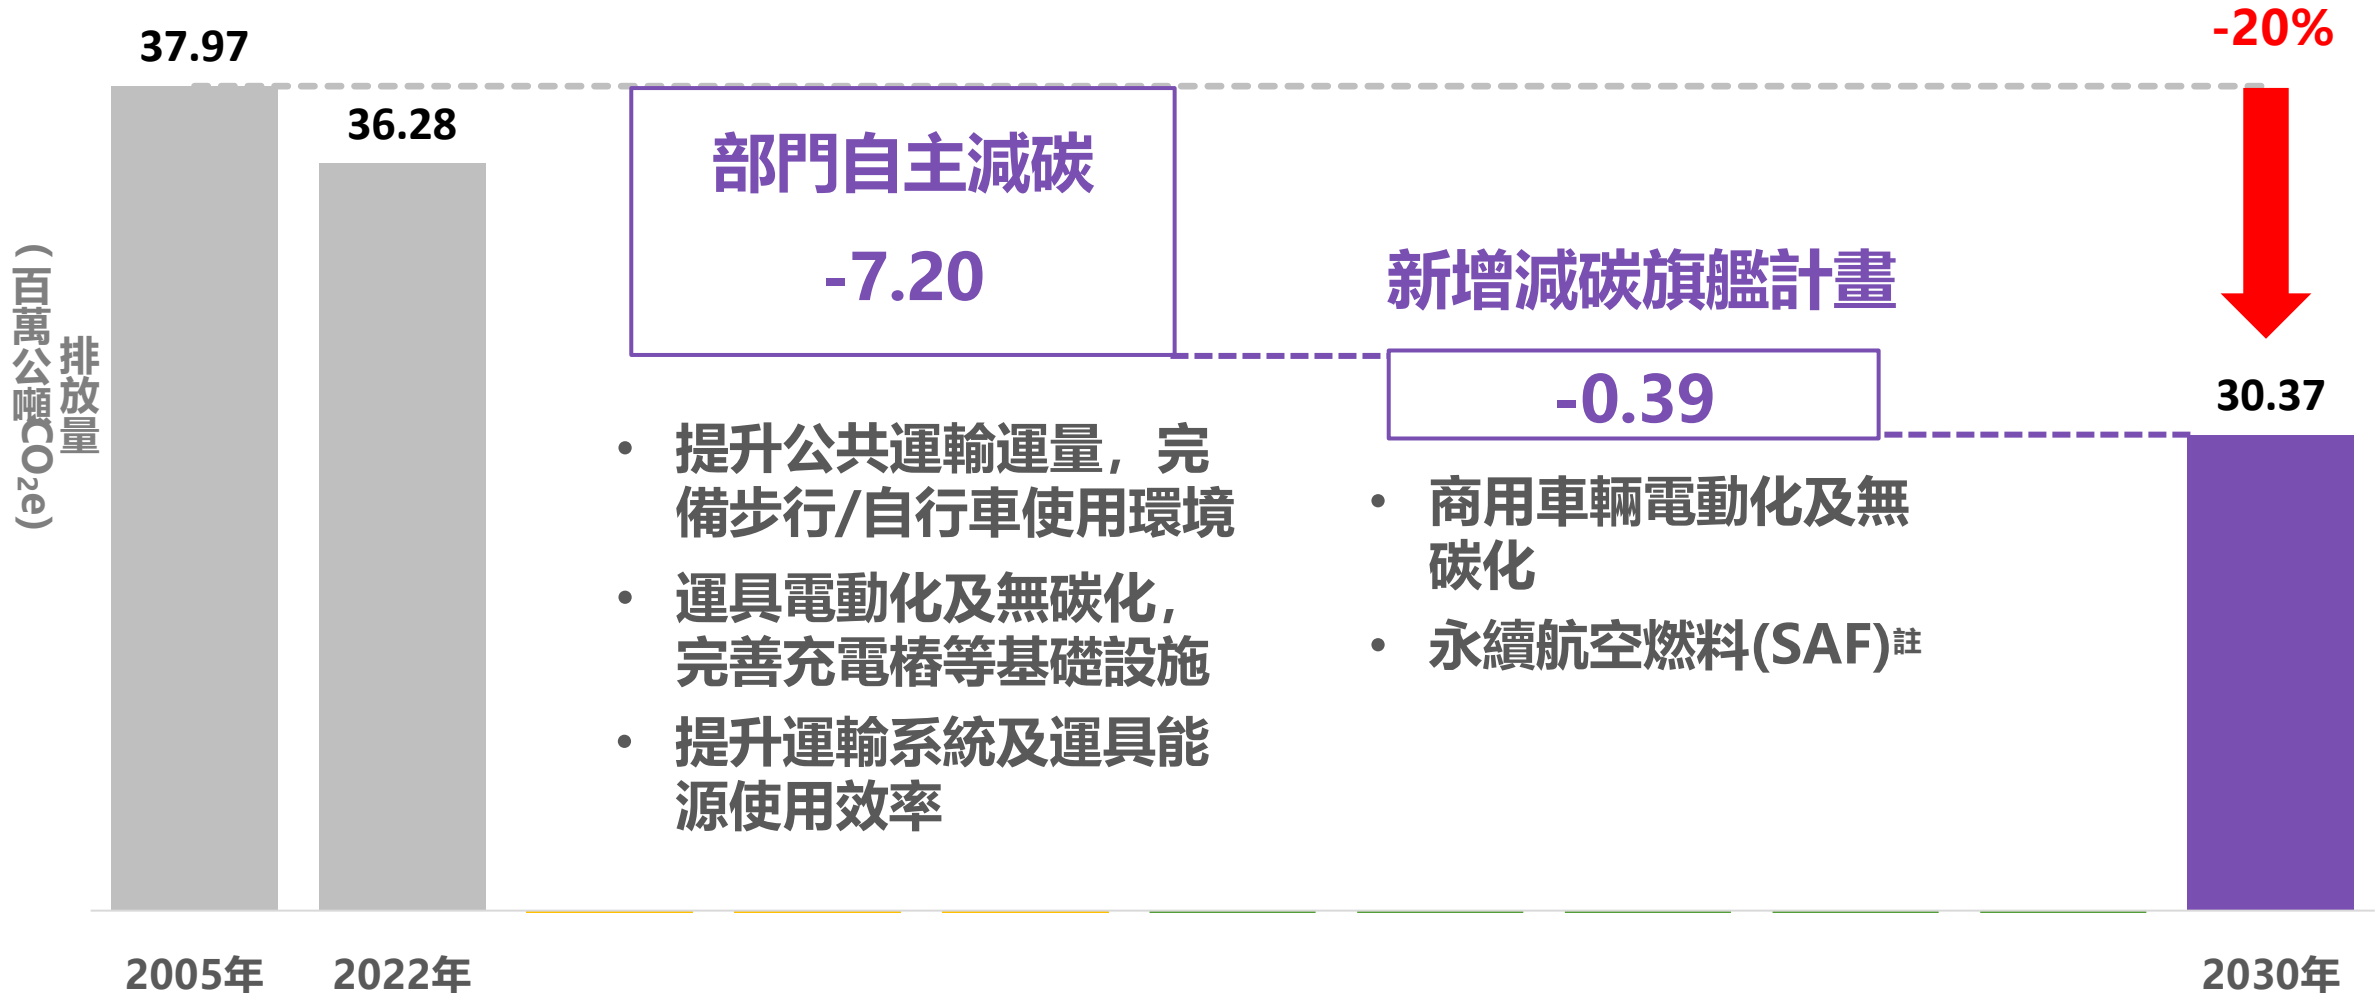 排放量
(百萬公噸CO₂e)
37.97
36.28
部門自主減碳
-7.20
• 提升公共運輸運量，完
備步行/自行車使用環境
• 運具電動化及無碳化，
完善充電樁等基礎設施
• 提升運輸系統及運具能
源使用效率
新增減碳旗艦計畫
-0.39
• 商用車輛電動化及無
碳化
• 永續航空燃料(SAF)註
-20%
30.37
2005年
2022年
2030年